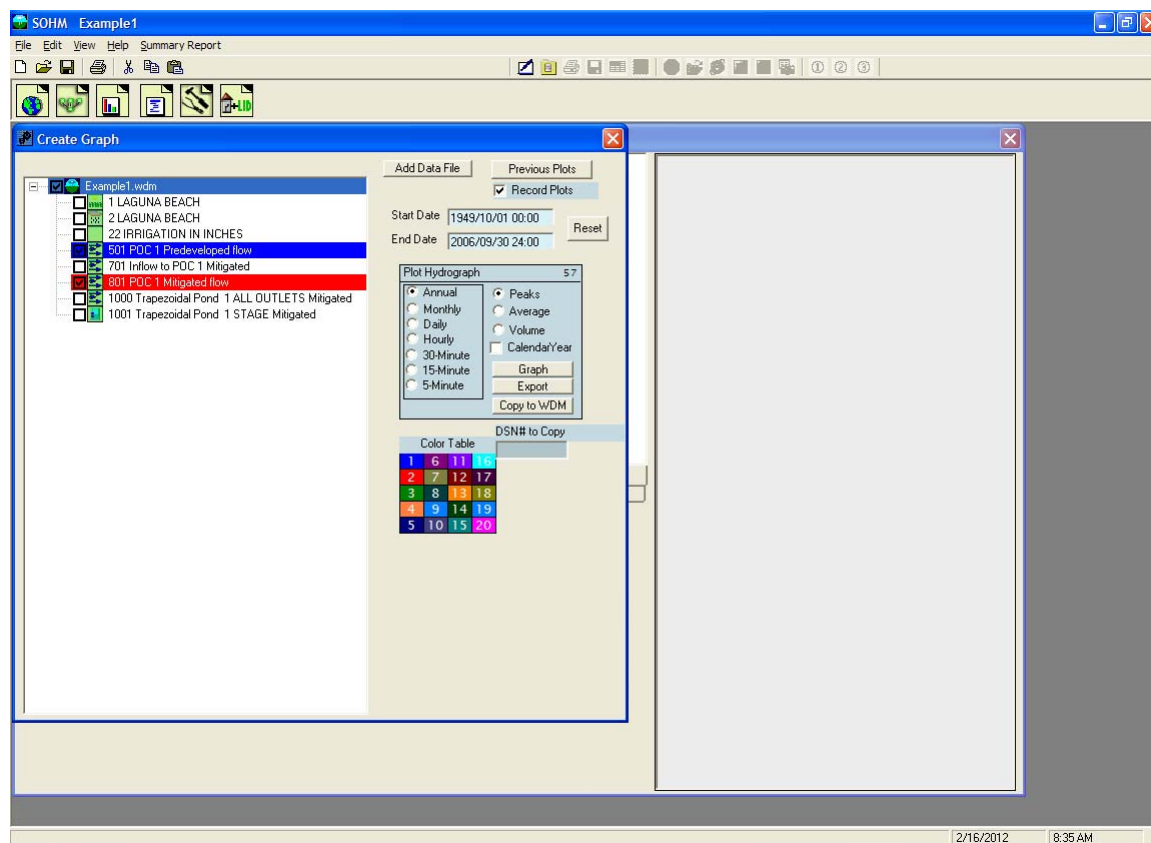 SOHM Example1
File Edit View Help Summary Report
① ② ③
+LID
Create Graph
Add Data File Previous Plots
Record Plots
Example1.wdm
1 LAGUNA BEACH
2 LAGUNA BEACH
22 IRRIGATION IN INCHES
501 POC 1 Predeveloped flow
701 Inflow to POC 1 Mitigated
801 POC 1 Mitigated flow
1000 Trapezoidal Pond 1 ALL OUTLETS Mitigated
1001 Trapezoidal Pond 1 STAGE Mitigated
Start Date 1949/10/01 00:00
Reset
End Date 2006/09/30 24:00
Plot Hydrograph 57
Annual Peaks
Monthly Average
Daily Volume
Hourly CalendarYear
30-Minute
15-Minute Graph
5-Minute Export
Copy to WDM
DSN# to Copy
Color Table
1 6 11 16
2 7 12 17
3 8 13 18
4 9 14 19
5 10 15 20
2/16/2012 8:35 AM